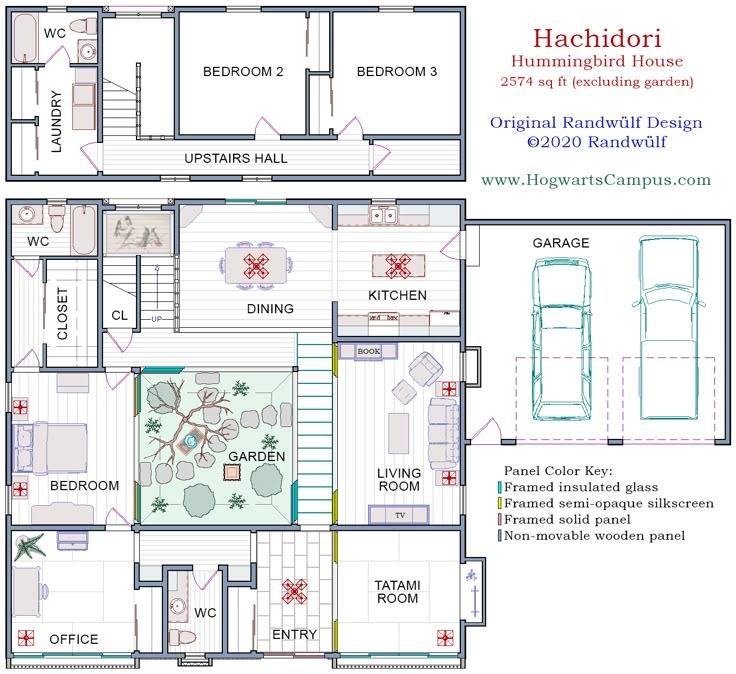 WC
LAUNDRY
BEDROOM 2
BEDROOM 3
UPSTAIRS HALL
Hachidori
Hummingbird House
2574 sq ft (excluding garden)
Original Randwülf Design
©2020 Randwülf
www.HogwartsCampus.com
WC
CLOSET
CL
UP
DINING
KITCHEN
GARAGE
BOOK
GARDEN
BEDROOM
LIVING
ROOM
TV
Panel Color Key:
Framed insulated glass
Framed semi-opaque silkscreen
Framed solid panel
Non-movable wooden panel
OFFICE
WC
ENTRY
TATAMI
ROOM